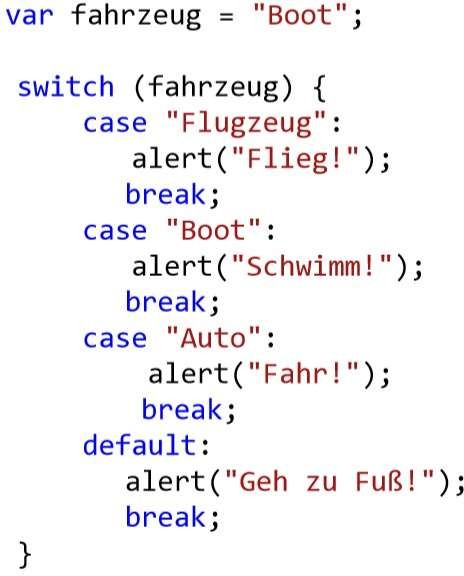 var fahrzeug = "Boot";
switch (fahrzeug) {
case "Flugzeug":
alert("Flieg!");
break;
case "Boot":
alert("Schwimm!");
break;
case "Auto":
alert("Fahr!");
break;
default:
alert("Geh zu Fuß!");
break;
}